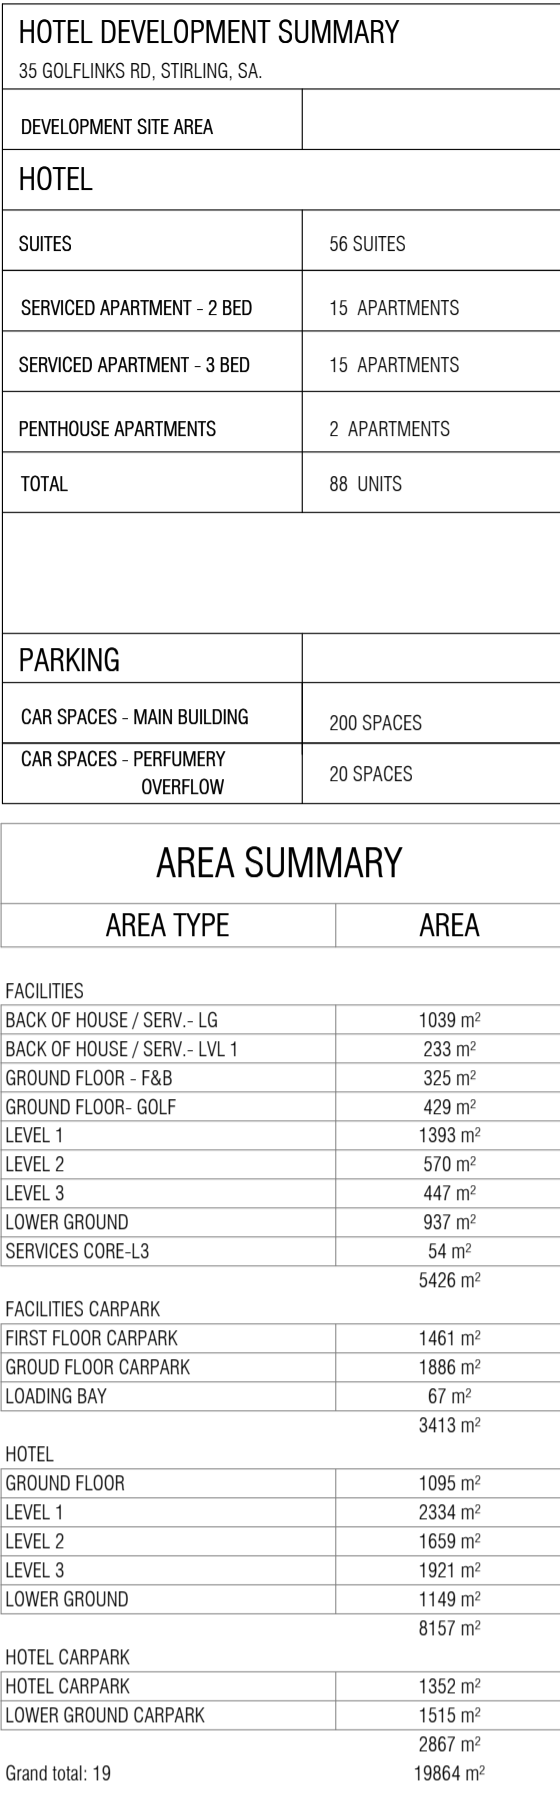 HOTEL DEVELOPMENT SUMMARY
35 GOLFLINKS RD, STIRLING, SA.
DEVELOPMENT SITE AREA
HOTEL
SUITES 56 SUITES
SERVICED APARTMENT - 2 BED 15 APARTMENTS
SERVICED APARTMENT - 3 BED 15 APARTMENTS
PENTHOUSE APARTMENTS 2 APARTMENTS
TOTAL 88 UNITS
PARKING
CAR SPACES - MAIN BUILDING 200 SPACES
CAR SPACES - PERFUMERY
OVERFLOW 20 SPACES
AREA SUMMARY
AREA TYPE AREA
FACILITIES
BACK OF HOUSE / SERV.- LG 1039 m²
BACK OF HOUSE / SERV.- LVL 1 233 m²
GROUND FLOOR - F&B 325 m²
GROUND FLOOR- GOLF 429 m²
LEVEL 1 1393 m²
LEVEL 2 570 m²
LEVEL 3 447 m²
LOWER GROUND 937 m²
SERVICES CORE-L3 54 m²
5426 m²
FACILITIES CARPARK
FIRST FLOOR CARPARK 1461 m²
GROUD FLOOR CARPARK 1886 m²
LOADING BAY 67 m²
3413 m²
HOTEL
GROUND FLOOR 1095 m²
LEVEL 1 2334 m²
LEVEL 2 1659 m²
LEVEL 3 1921 m²
LOWER GROUND 1149 m²
8157 m²
HOTEL CARPARK
HOTEL CARPARK 1352 m²
LOWER GROUND CARPARK 1515 m²
2867 m²
Grand total: 19 19864 m²